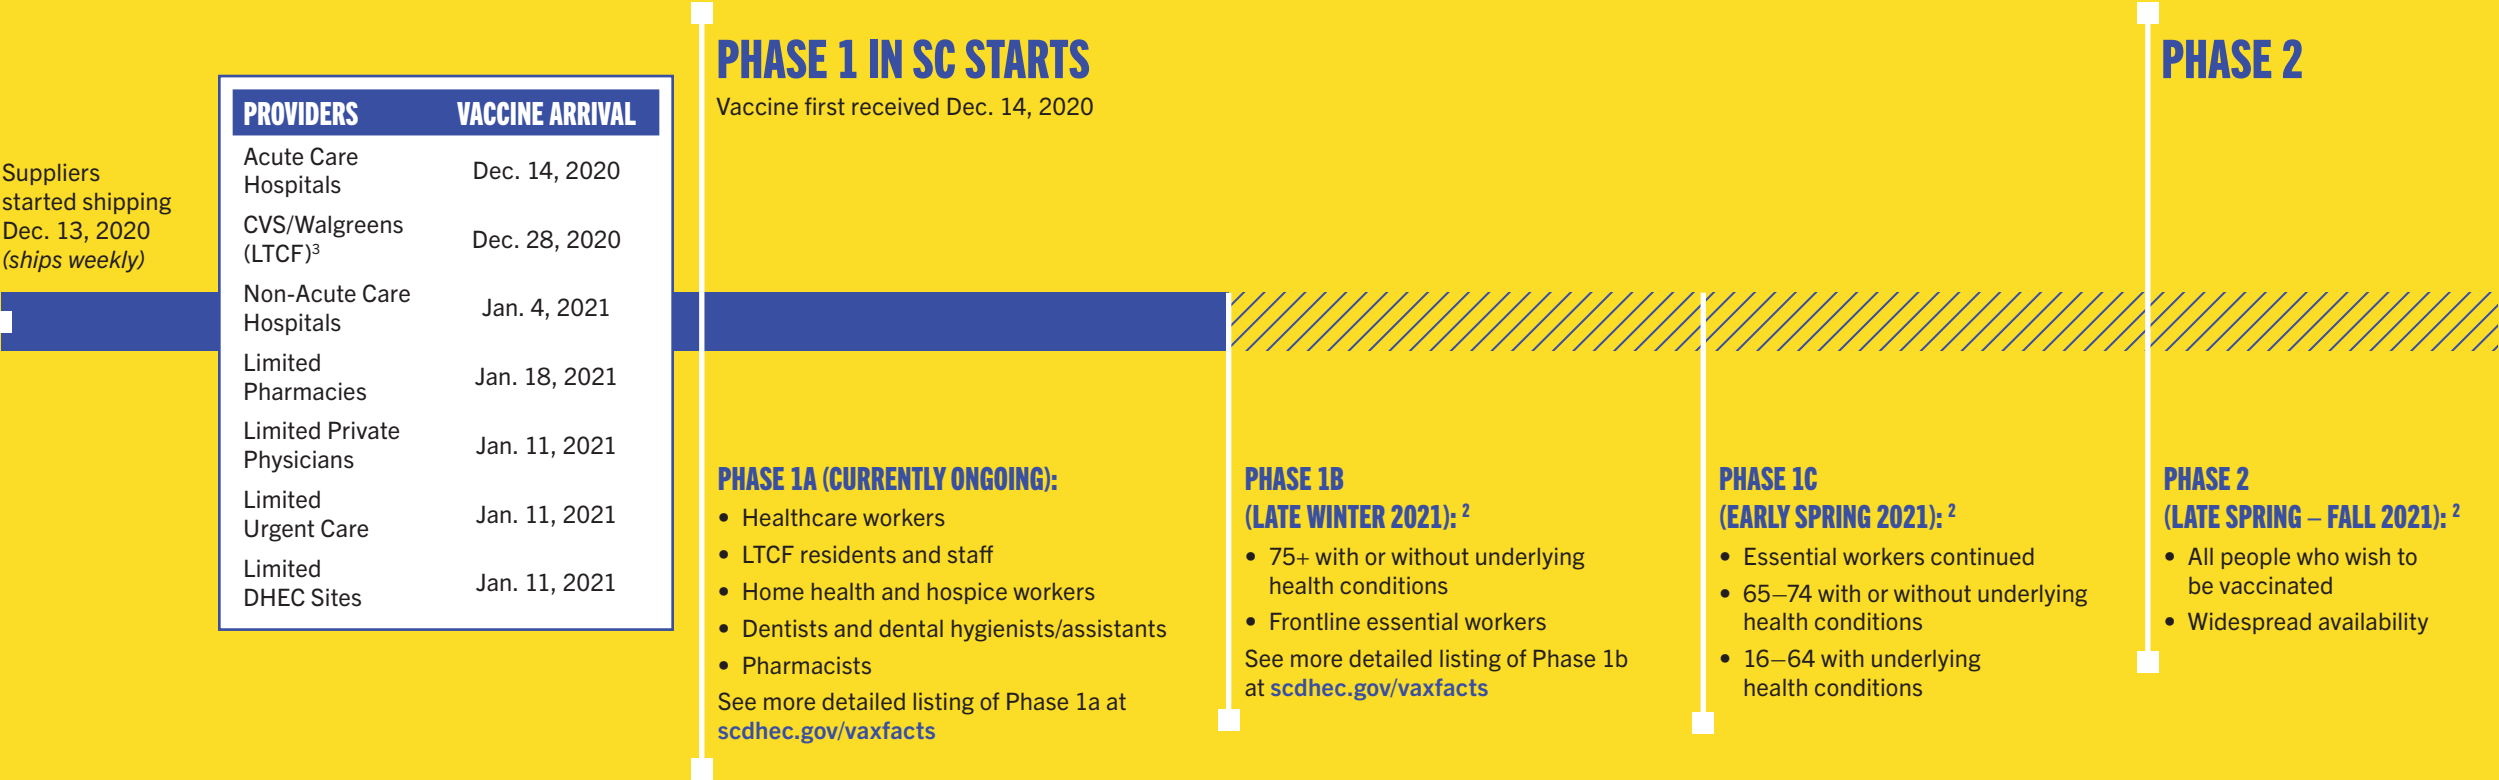 Suppliers
started shipping
Dec. 13, 2020
(ships weekly)
PROVIDERS VACCINE ARRIVAL
Acute Care
Hospitals
Dec. 14, 2020
CVS/Walgreens
(LTCF)³
Dec. 28, 2020
Non-Acute Care
Hospitals
Jan. 4, 2021
Limited
Pharmacies
Jan. 18, 2021
Limited Private
Physicians
Jan. 11, 2021
Limited
Urgent Care
Jan. 11, 2021
Limited
DHEC Sites
Jan. 11, 2021
PHASE 1 IN SC STARTS
Vaccine first received Dec. 14, 2020
PHASE 1A (CURRENTLY ONGOING):
• Healthcare workers
• LTCF residents and staff
• Home health and hospice workers
• Dentists and dental hygienists/assistants
• Pharmacists
See more detailed listing of Phase 1a at
scdhec.gov/vaxfacts
PHASE 1B
(LATE WINTER 2021): ²
• 75+ with or without underlying
health conditions
• Frontline essential workers
See more detailed listing of Phase 1b
at scdhec.gov/vaxfacts
PHASE 1C
(EARLY SPRING 2021): ²
• Essential workers continued
• 65–74 with or without underlying
health conditions
• 16–64 with underlying
health conditions
PHASE 2
PHASE 2
(LATE SPRING – FALL 2021): ²
• All people who wish to
be vaccinated
• Widespread availability